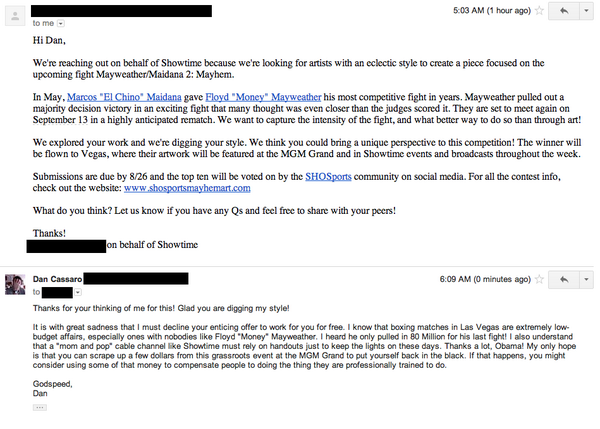 5:03 AM (1 hour ago)
to me
Hi Dan,
We're reaching out on behalf of Showtime because we're looking for artists with an eclectic style to create a piece focused on the
upcoming fight Mayweather/Maidana 2: Mayhem.
In May, Marcos "El Chino" Maidana gave Floyd "Money" Mayweather his most competitive fight in years. Mayweather pulled out a
majority decision victory in an exciting fight that many thought was even closer than the judges scored it. They are set to meet again on
September 13 in a highly anticipated rematch. We want to capture the intensity of the fight, and what better way to do so than through art!
We explored your work and we're digging your style. We think you could bring a unique perspective to this competition! The winner will
be flown to Vegas, where their artwork will be featured at the MGM Grand and in Showtime events and broadcasts throughout the week.
Submissions are due by 8/26 and the top ten will be voted on by the SHOSports community on social media. For all the contest info,
check out the website: www.shosportsmayhemart.com
What do you think? Let us know if you have any Qs and feel free to share with your peers!
Thanks!
on behalf of Showtime
Dan Cassaro
6:09 AM (0 minutes ago)
to
Thanks for your thinking of me for this! Glad you are digging my style!
It is with great sadness that I must decline your enticing offer to work for you for free. I know that boxing matches in Las Vegas are extremely low-
budget affairs, especially ones with nobodies like Floyd "Money" Mayweather. I heard he only pulled in 80 Million for his last fight! I also understand
that a "mom and pop" cable channel like Showtime must rely on handouts just to keep the lights on these days. Thanks a lot, Obama! My only hope
is that you can scrape up a few dollars from this grassroots event at the MGM Grand to put yourself back in the black. If that happens, you might
consider using some of that money to compensate people to doing the thing they are professionally trained to do.
Godspeed,
Dan